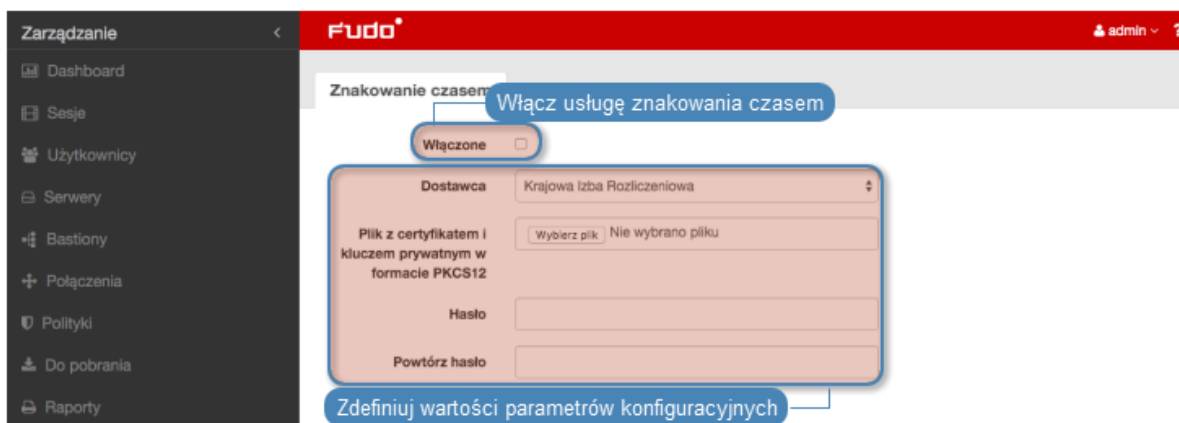 Zarządzanie
Fudo
admin
?
Dashboard
Znakowanie czasem
Włącz usługę znakowania czasem
Sesje
Włączone
Użytkownicy
Dostawca
Krajowa Izba Rozliczeniowa
Serwery
Plik z certyfikatem i
kluczem prywatnym w
formacie PKCS12
Wybierz plik Nie wybrano pliku
Bastiony
Połączenia
Hasło
Polityki
Powtórz hasło
Do pobrania
Zdefiniuj wartości parametrów konfiguracyjnych
Raporty